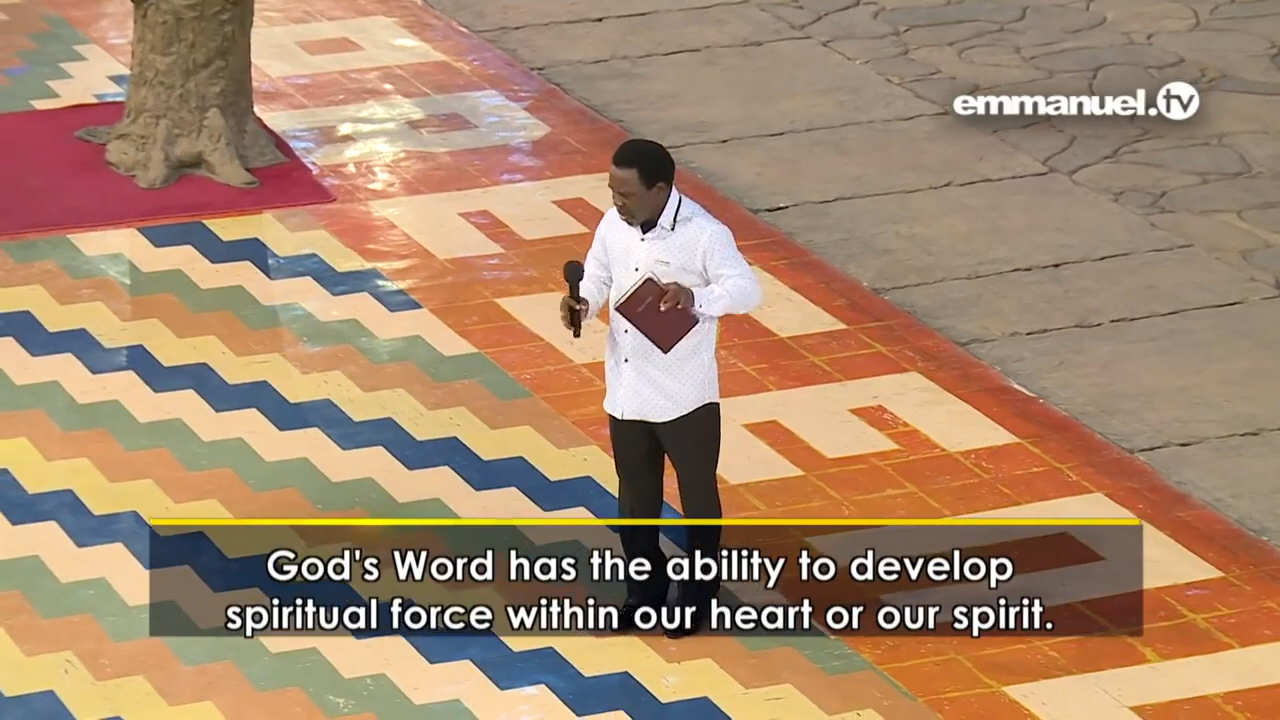 emmanuel.tv
God's Word has the ability to develop
spiritual force within our heart or our spirit.